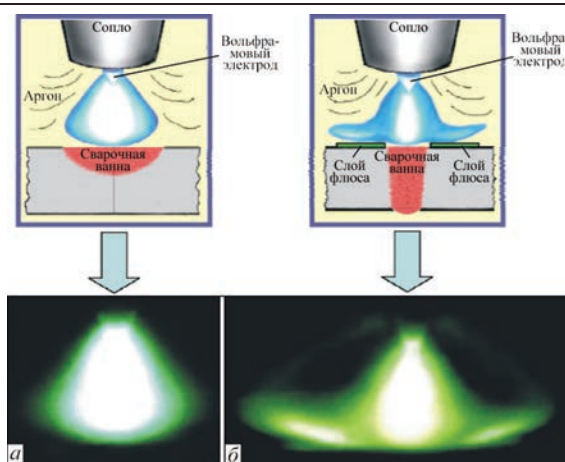 Сопло
Вольфра-
мовый
электрод
Аргон
Сварочная
ванна
Сопло
Вольфра-
мовый
электрод
Аргон
Слой
флюса
Сварочная
ванна
Слой
флюса
а
б